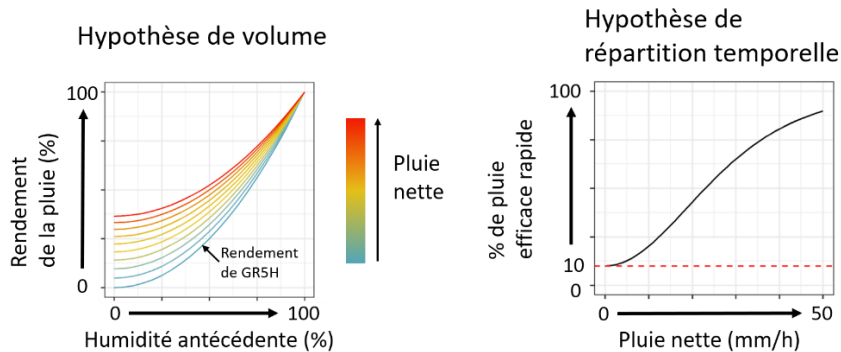 Hypothèse de volume
100
Rendement
de la pluie (%)
0
Rendement
de GR5H
0
100
Humidité antécédente (%)
Pluie
nette
Hypothèse de
répartition temporelle
100
% de pluie
efficace rapide
10
0
0
50
Pluie nette (mm/h)